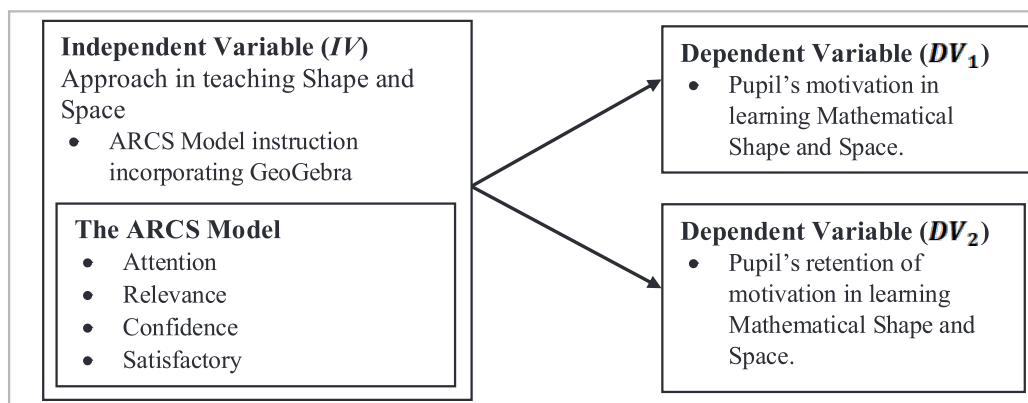 Independent Variable (IV)
Approach in teaching Shape and
Space
• ARCS Model instruction
incorporating GeoGebra
The ARCS Model
• Attention
• Relevance
• Confidence
• Satisfactory
Dependent Variable (DV₁)
• Pupil's motivation in
learning Mathematical
Shape and Space.
Dependent Variable (DV₂)
• Pupil's retention of
motivation in learning
Mathematical Shape and
Space.